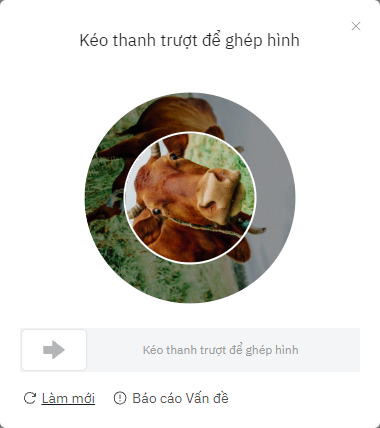 Kéo thanh trượt để ghép hình
Kéo thanh trượt để ghép hình
Làm mới Báo cáo Vấn đề